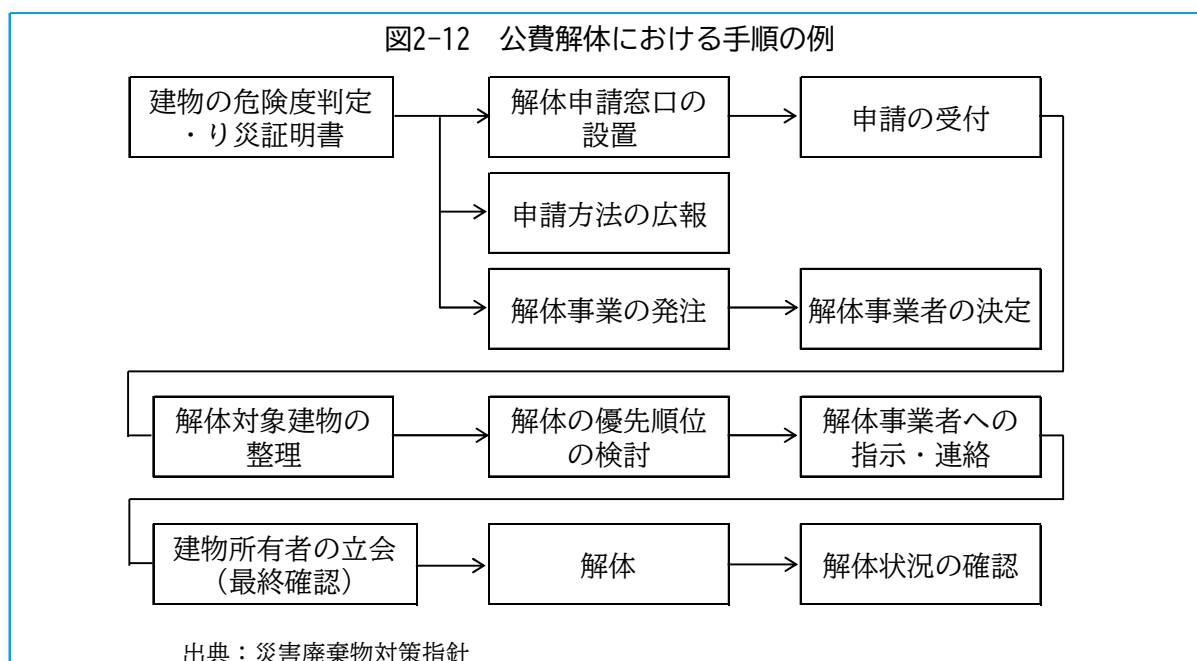 図2-12　公費解体における手順の例
建物の危険度判定
・り災証明書
解体申請窓口の
設置
申請の受付
申請方法の広報
解体事業の発注
解体事業者の決定
解体対象建物の
整理
解体の優先順位
の検討
解体事業者への
指示・連絡
建物所有者の立会
（最終確認）
解体
解体状況の確認
出典：災害廃棄物対策指針